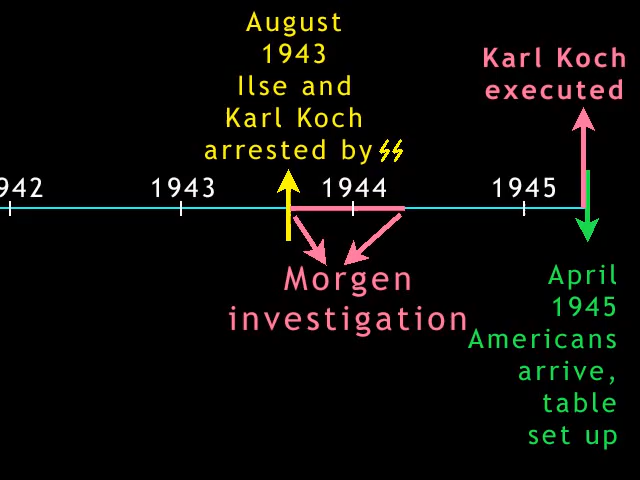 August
1943
Ilse and
Karl Koch
arrested by ᛋᛋ
Karl Koch
executed
942
1943
1944
1945
Morgen
investigation
April
1945
Americans
arrive,
table
set up